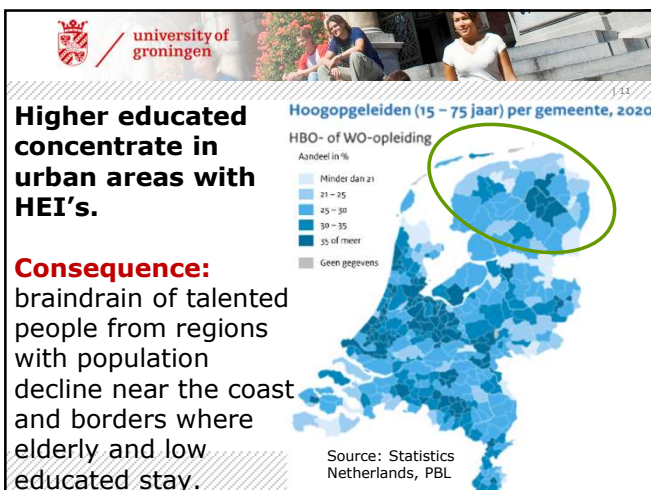 university of
groningen
| 11
Higher educated
concentrate in
urban areas with
HEI's.
Consequence:
braindrain of talented
people from regions
with population
decline near the coast
and borders where
elderly and low
educated stay.
Hoogopgeleiden (15 – 75 jaar) per gemeente, 2020
HBO- of WO-opleiding
Aandeel in %
Minder dan 21
21 – 25
25 – 30
30 – 35
35 of meer
Geen gegevens
Source: Statistics
Netherlands, PBL